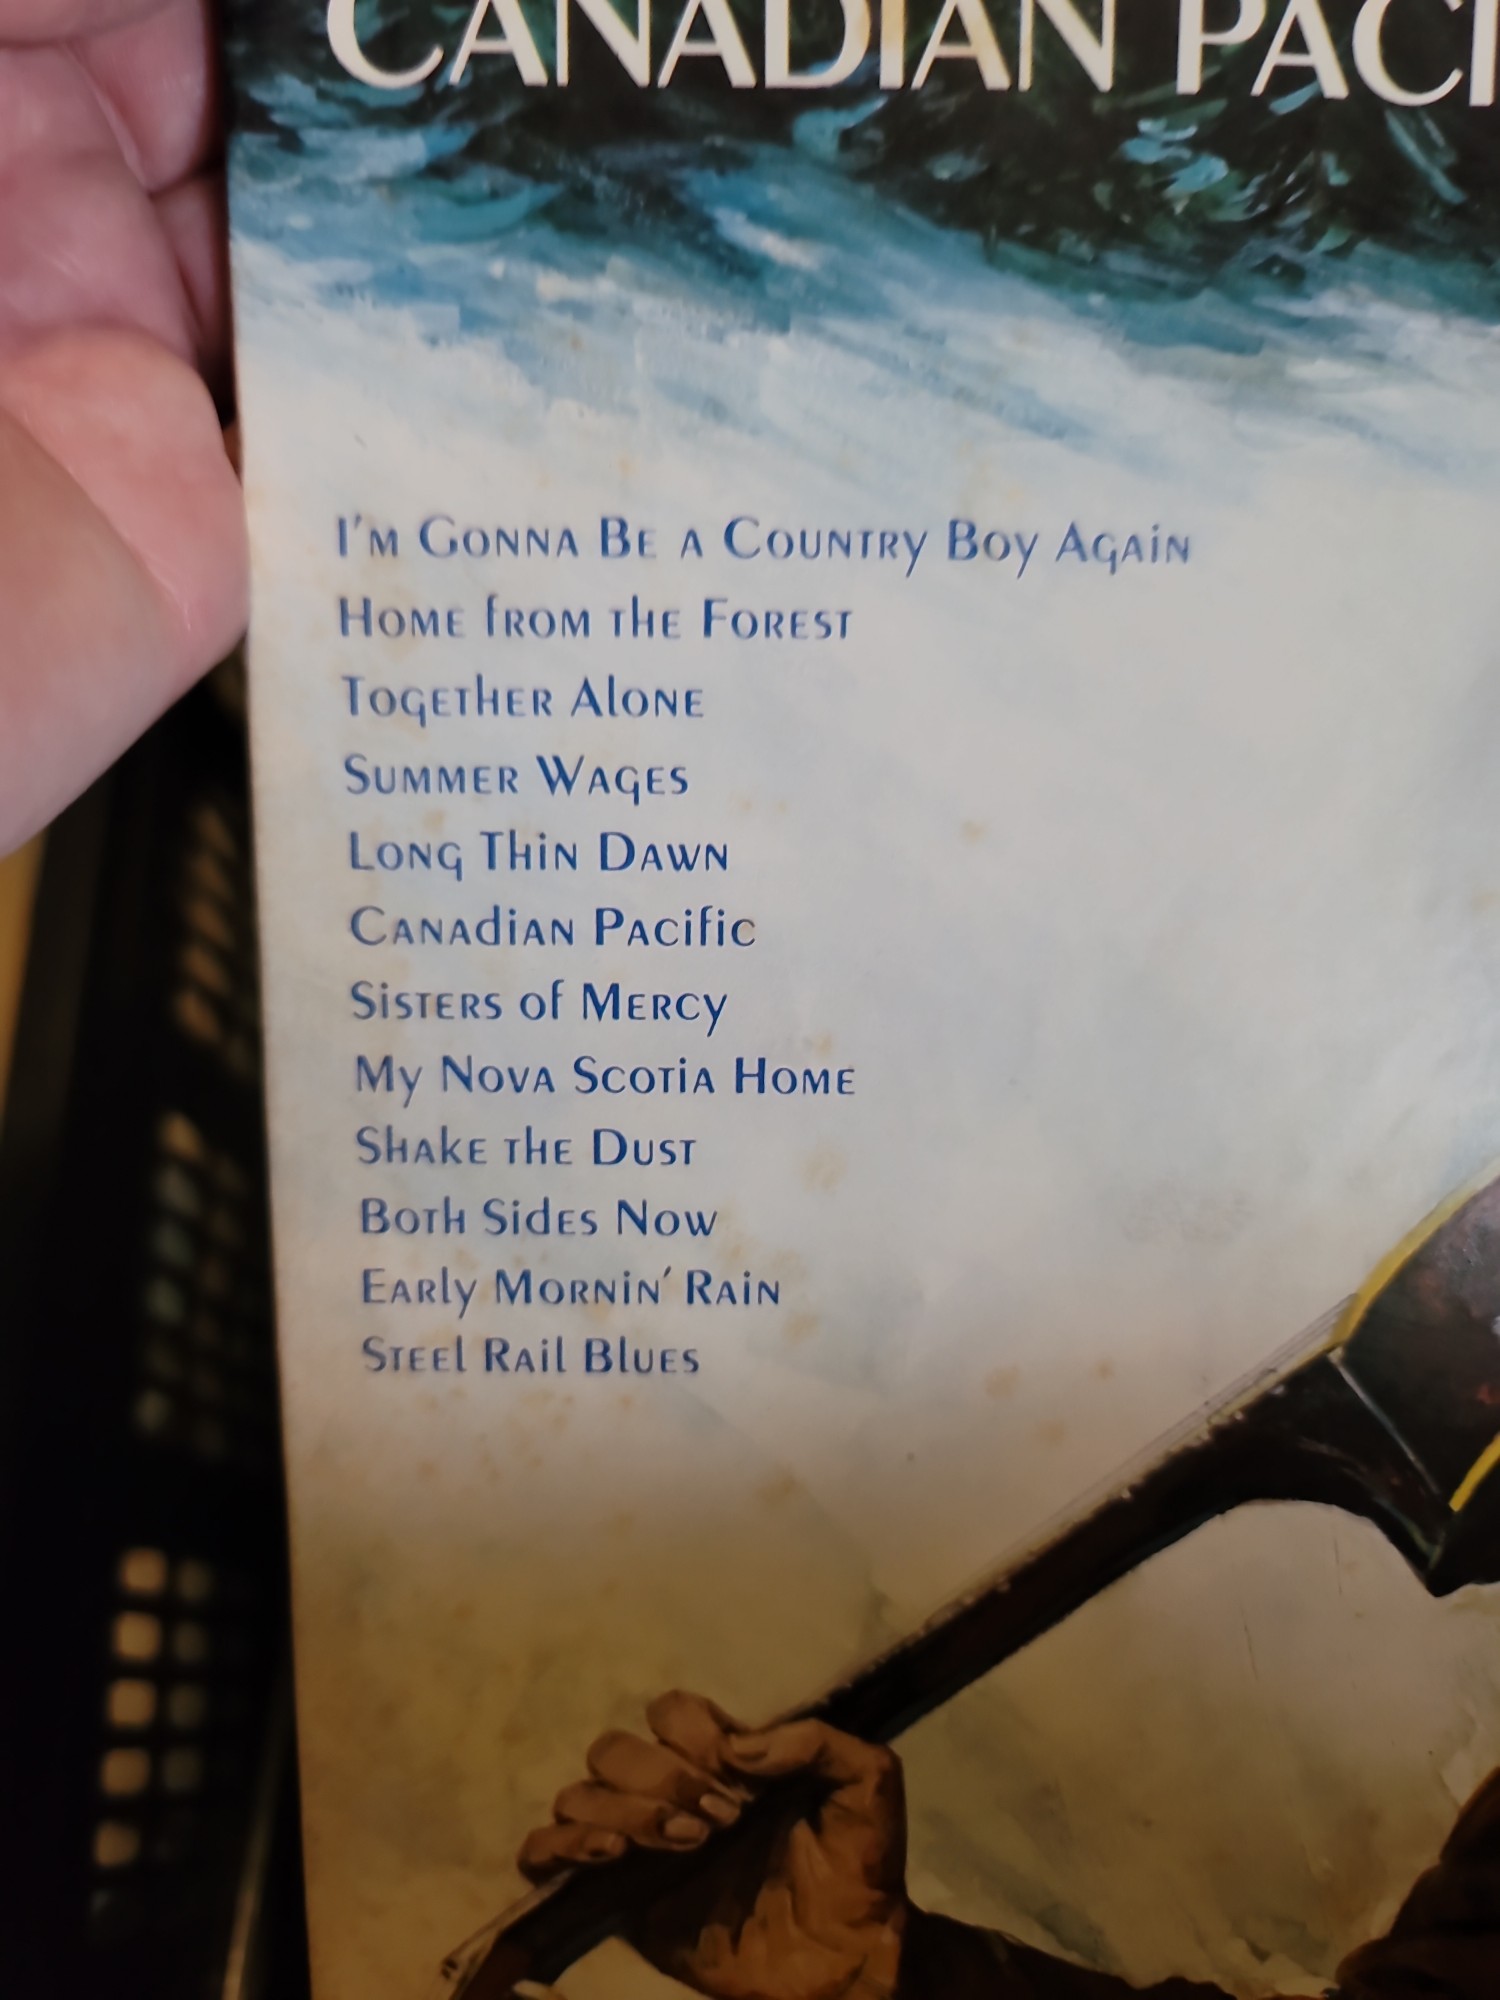 CANADIAN PACI
I'm Gonna Be a Country Boy Again
Home from the Forest
Together Alone
Summer Wages
Long Thin Dawn
Canadian Pacific
Sisters of Mercy
My Nova Scotia Home
Shake the Dust
Both Sides Now
Early Mornin' Rain
Steel Rail Blues